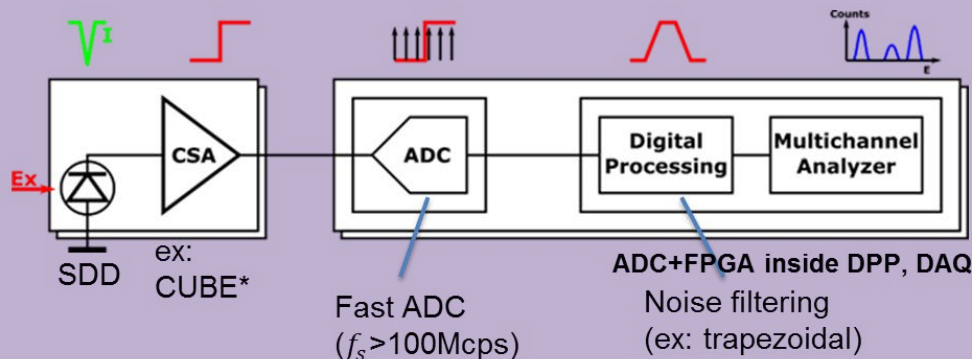 I
Counts
E
CSA
ADC
Digital
Processing
Multichannel
Analyzer
Ex
SDD
ex:
CUBE*
ADC+FPGA inside DPP, DAQ
Fast ADC
(fs>100Mcps)
Noise filtering
(ex: trapezoidal)